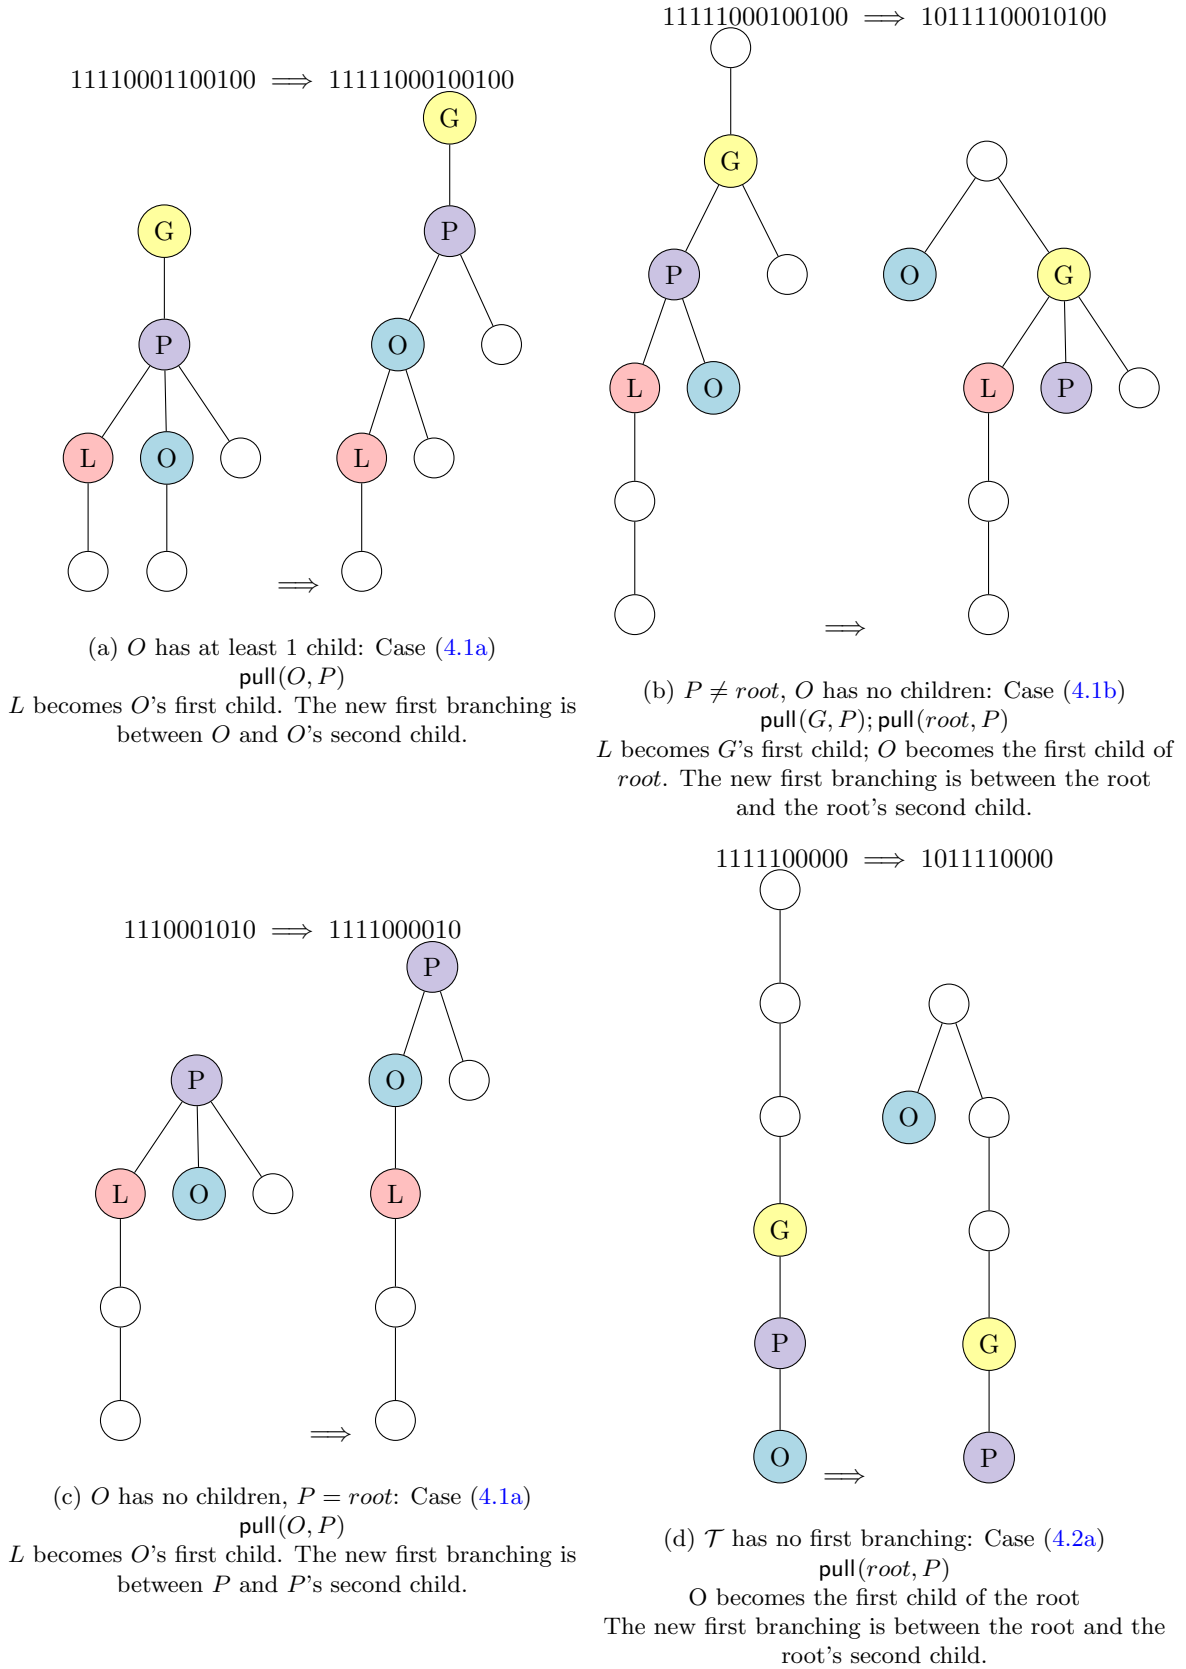 11110001100100 ⟹ 11111000100100
G
G
P
P
O
L
O
L
⟹
(a) O has at least 1 child: Case (4.1a)
pull(O, P)
L becomes O's first child. The new first branching is
between O and O's second child.
11111000100100 ⟹ 10111100010100
G
P
O
G
L
O
L
P
⟹
(b) P ≠ root, O has no children: Case (4.1b)
pull(G, P); pull(root, P)
L becomes G's first child; O becomes the first child of
root. The new first branching is between the root
and the root's second child.
1110001010 ⟹ 1111000010
P
P
O
L
O
L
⟹
(c) O has no children, P = root: Case (4.1a)
pull(O, P)
L becomes O's first child. The new first branching is
between P and P's second child.
1111100000 ⟹ 1011110000
O
G
P
G
O
P
⟹
(d) 𝒯 has no first branching: Case (4.2a)
pull(root, P)
O becomes the first child of the root
The new first branching is between the root and the
root's second child.